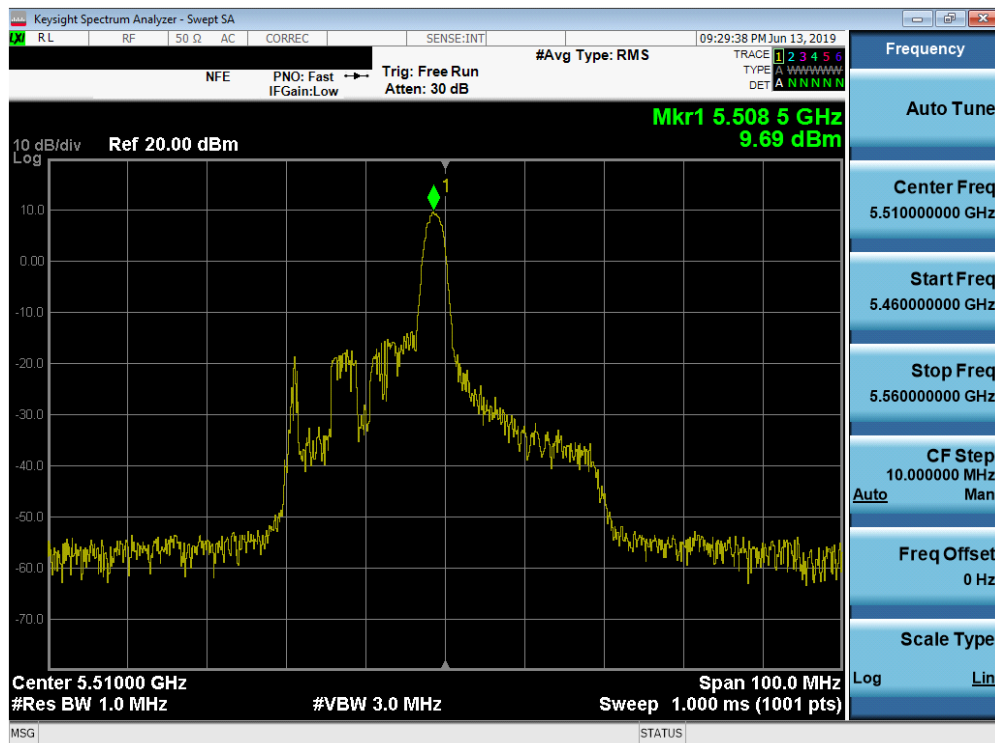 Keysight Spectrum Analyzer - Swept SA
LXI RL RF 50 Ω AC CORREC SENSE:INT 09:29:38 PM Jun 13, 2019
Frequency
#Avg Type: RMS TRACE 1 2 3 4 5 6
NFE PNO: Fast Trig: Free Run TYPE A WWWWW
IFGain:Low Atten: 30 dB DET A N N N N N
Auto Tune
Mkr1 5.508 5 GHz
9.69 dBm
10 dB/div Ref 20.00 dBm
Log
1
10.0
0.00
-10.0
-20.0
-30.0
-40.0
-50.0
-60.0
-70.0
Center 5.51000 GHz Span 100.0 MHz
#Res BW 1.0 MHz #VBW 3.0 MHz Sweep 1.000 ms (1001 pts)
Center Freq
5.510000000 GHz
Start Freq
5.460000000 GHz
Stop Freq
5.560000000 GHz
CF Step
10.000000 MHz
Auto Man
Freq Offset
0 Hz
Scale Type
Log Lin
MSG STATUS